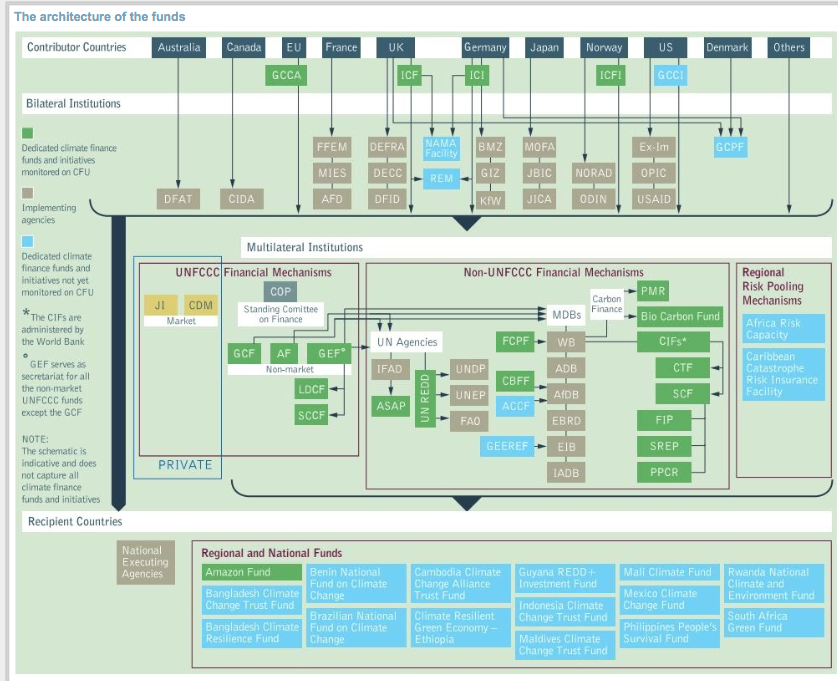 The architecture of the funds
Contributor Countries
Australia
Canada
EU
France
UK
Germany
Japan
Norway
US
Denmark
Others
GCCA
ICF
ICI
ICFI
GCCI
Bilateral Institutions
Dedicated climate finance
funds and initiatives
monitored on CFU
Implementing
agencies
Dedicated climate
finance funds and
initiatives not yet
monitored on CFU
*The CIFs are
administered by
the World Bank
° GEF serves as
secretariat for all
the non-market
UNFCCC funds
except the GCF
NOTE:
The schematic is
indicative and does
not capture all
climate finance
funds and initiatives
FFEM
MIES
AFD
DEFRA
DECC
DFID
NAMA
Facility
REM
BMZ
GIZ
KfW
MOFA
JBIC
JICA
NORAD
ODIN
Ex-Im
OPIC
USAID
GCPF
DFAT
CIDA
Multilateral Institutions
UNFCCC Financial Mechanisms
JI
CDM
Market
COP
Standing Comittee
on Finance
GCF
AF
GEF°
Non-market
LDCF
SCCF
PRIVATE
Non-UNFCCC Financial Mechanisms
UN Agencies
IFAD
ASAP
UN REDD
UNDP
UNEP
FAO
MDBs
Carbon
Finance
PMR
Bio Carbon Fund
FCPF
WB
CIFs*
ADB
CTF
CBFF
ACCF
AfDB
SCF
EBRD
FIP
GEEREF
EIB
SREP
IADB
PPCR
Regional
Risk Pooling
Mechanisms
Africa Risk
Capacity
Caribbean
Catastrophe
Risk Insurance
Facility
Recipient Countries
National
Executing
Agencies
Regional and National Funds
Amazon Fund
Bangladesh Climate
Change Trust Fund
Bangladesh Climate
Resilience Fund
Benin National
Fund on Climate
Change
Brazilian National
Fund on Climate
Change
Cambodia Climate
Change Alliance
Trust Fund
Climate Resilient
Green Economy –
Ethiopia
Guyana REDD+
Investment Fund
Indonesia Climate
Change Trust Fund
Maldives Climate
Change Trust Fund
Mali Climate Fund
Mexico Climate
Change Fund
Philippines People's
Survival Fund
Rwanda National
Climate and
Environment Fund
South Africa
Green Fund